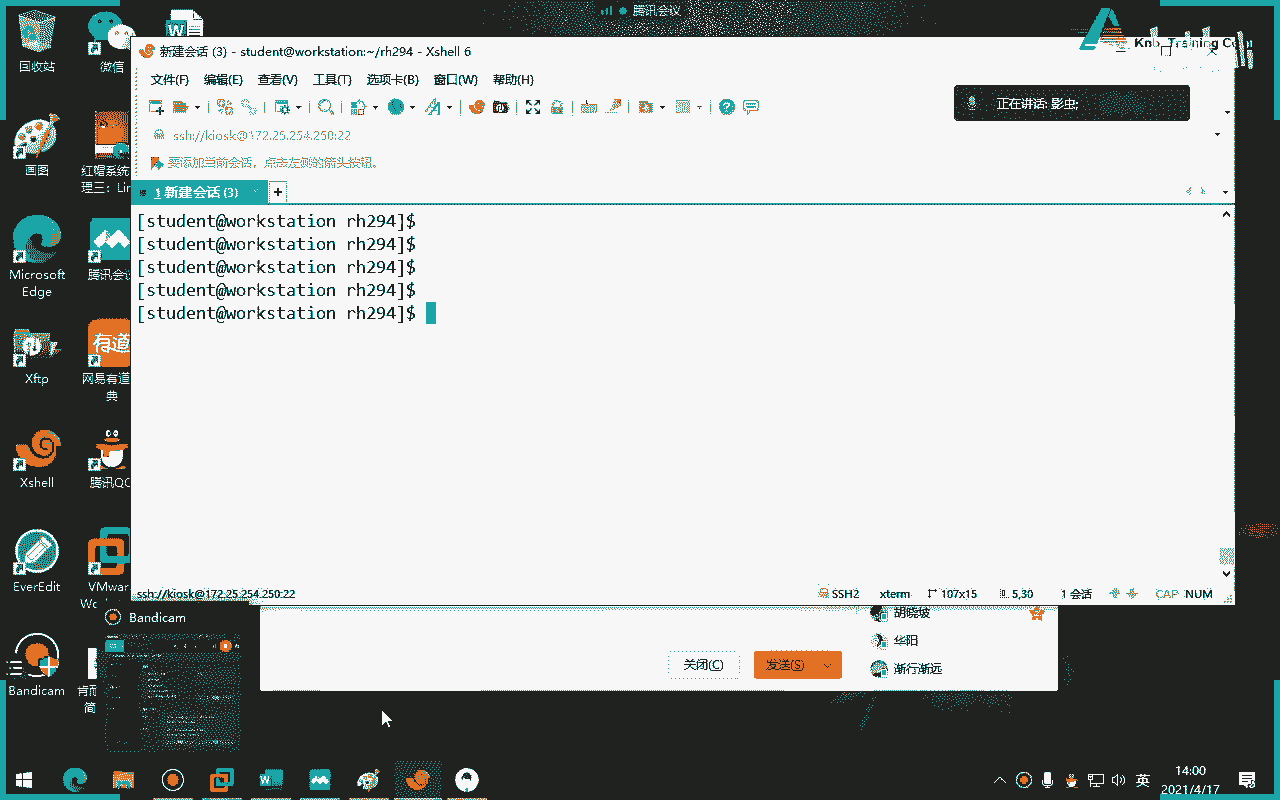 腾讯会议
回收站
微信
新建会话 (3) - student@workstation:~/rh294 - Xshell 6
文件(F) 编辑(E) 查看(V) 工具(T) 选项卡(B) 窗口(W) 帮助(H)
正在讲话: 影虫;
ssh://kiosk@172.25.254.250:22
要添加当前会话，点击左侧的箭头按钮。
1 新建会话 (3)
[student@workstation rh294]$
[student@workstation rh294]$
[student@workstation rh294]$
[student@workstation rh294]$
[student@workstation rh294]$
画图
红帽系统
理三：Lin
Microsoft
Edge
腾讯会议
Xftp
网易有道
典
Xshell
腾讯QQ
EverEdit
VMwar
Wo
ssh://kiosk@172.25.254.250:22 SSH2 xterm 107x15 5,30 1 会话 CAP NUM
Bandicam
胡晓坡
华阳
渐行渐远
关闭(C) 发送(S)
Bandicam
肯而
简
英
14:00
2021/4/17